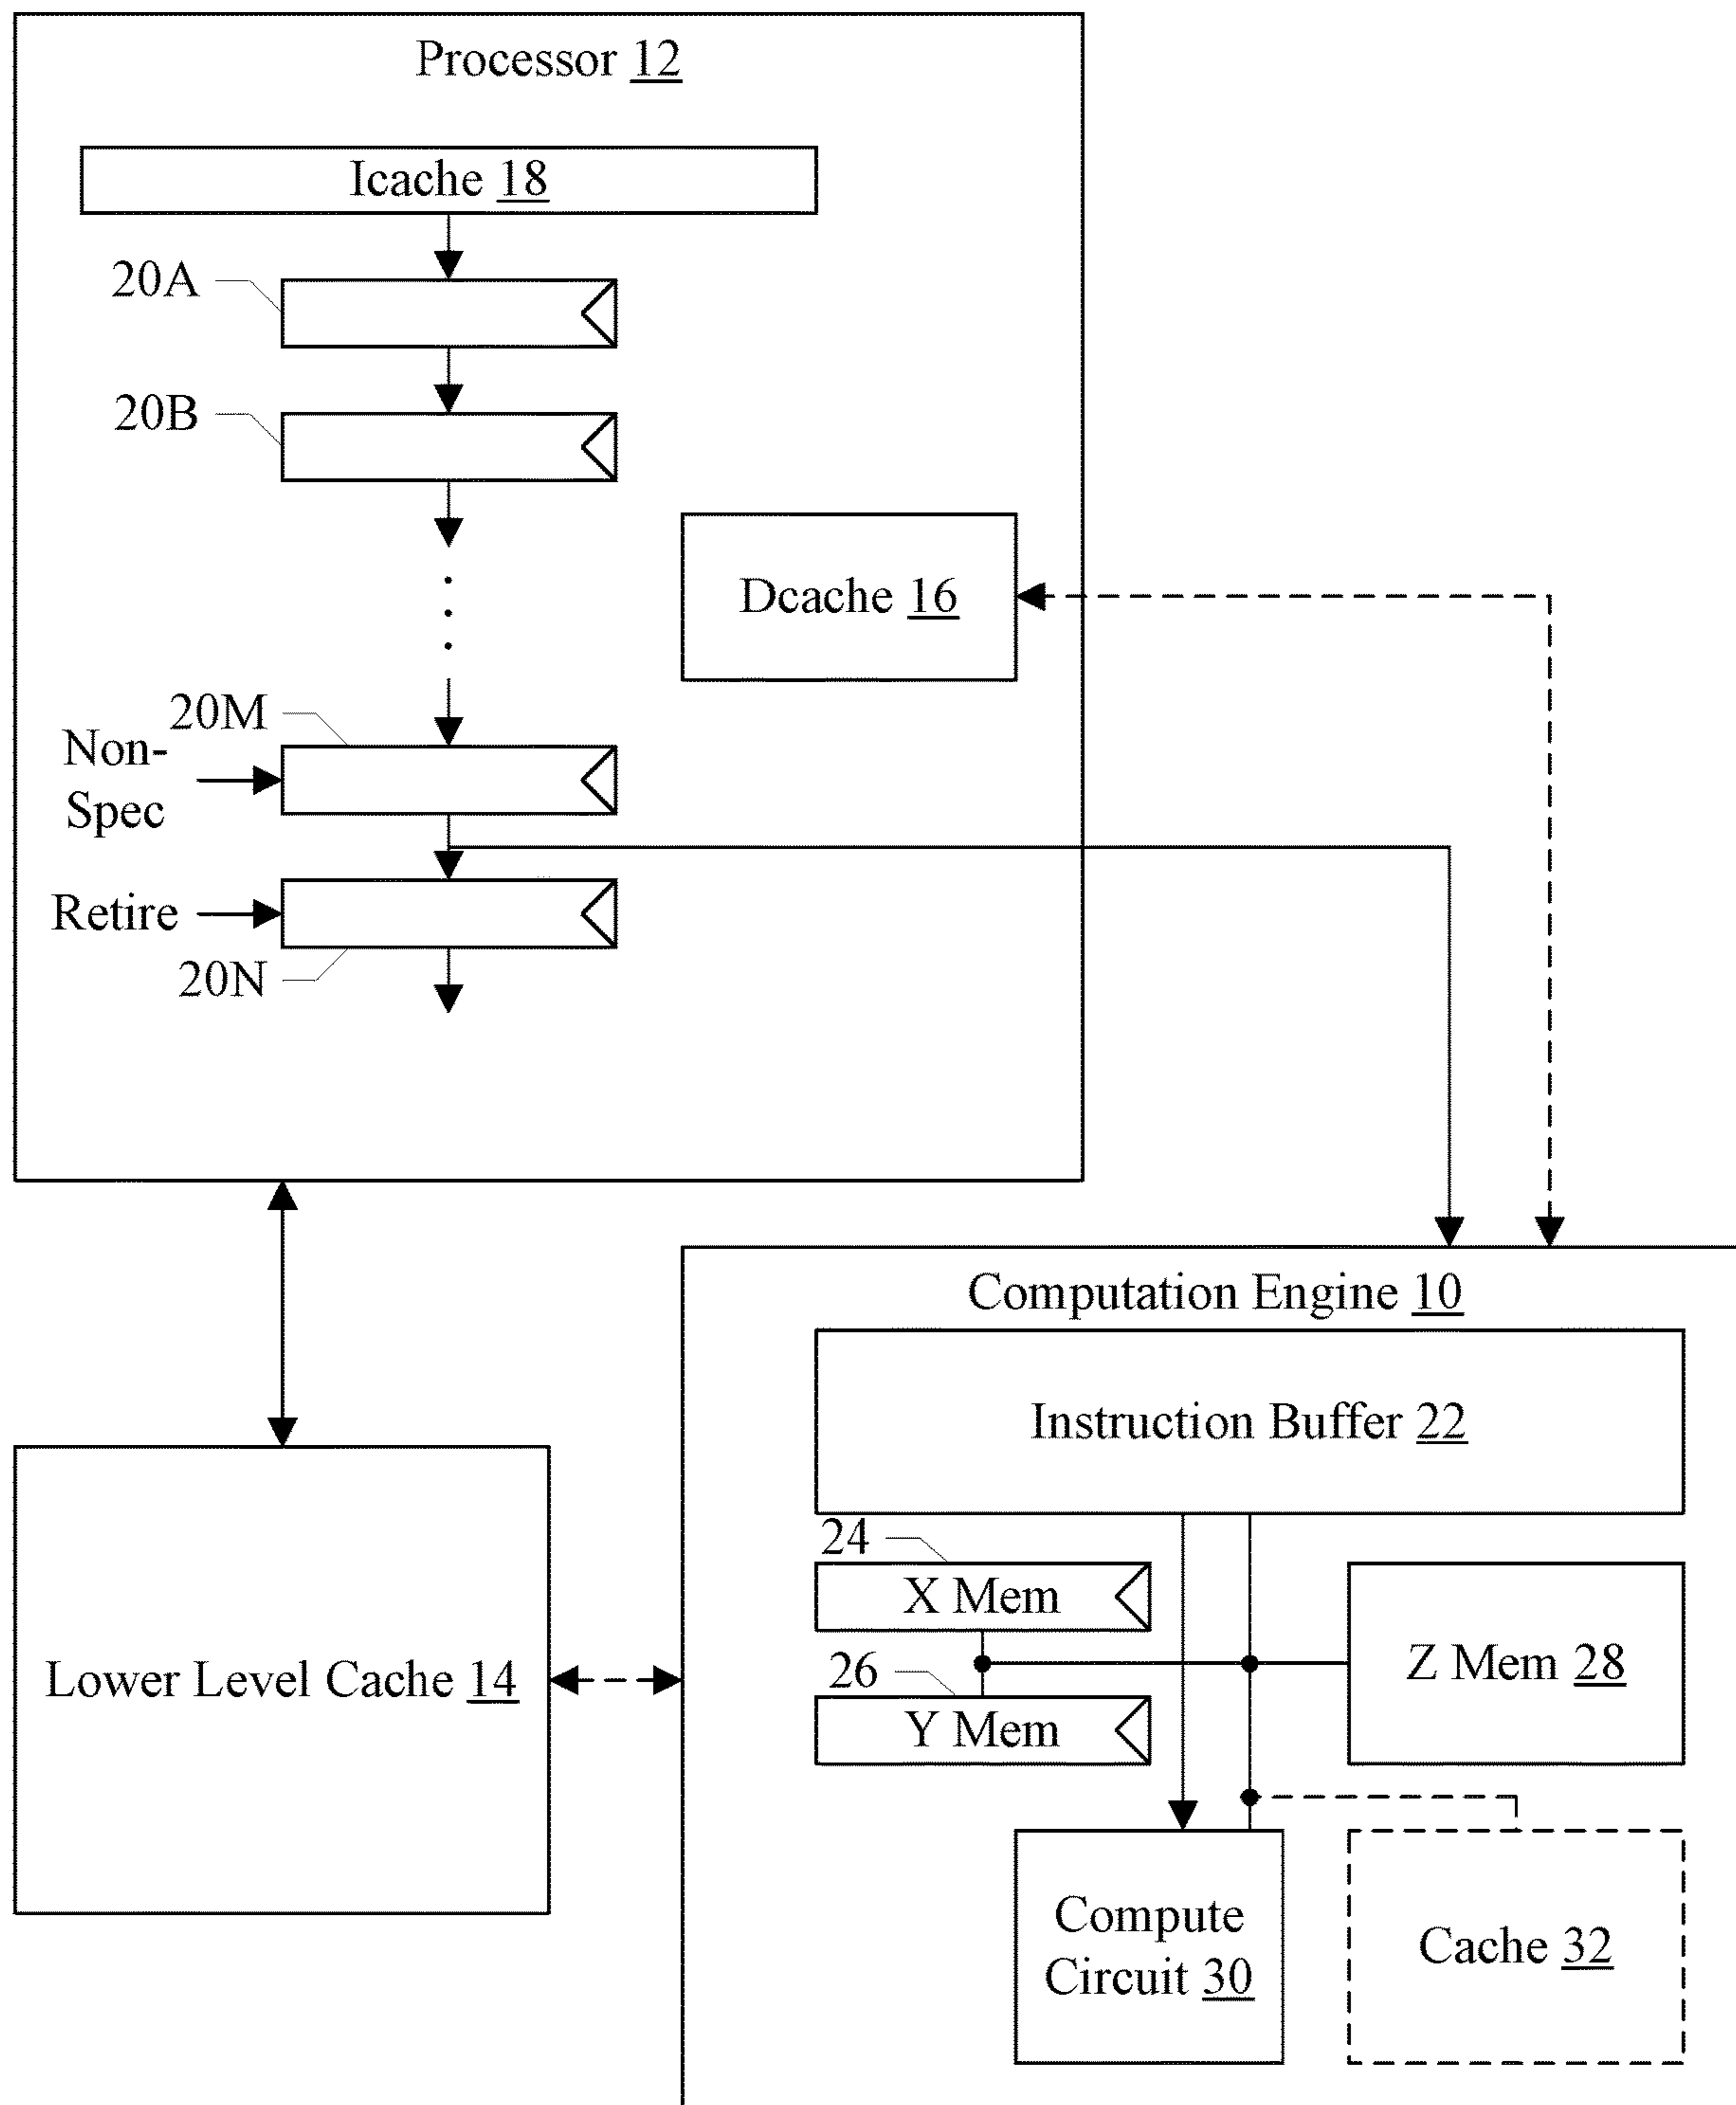 Processor 12
Icache 18
20A
20B
Dcache 16
20M
Non-
Spec
Retire
20N
Computation Engine 10
Instruction Buffer 22
24
X Mem
Z Mem 28
26
Y Mem
Lower Level Cache 14
Compute
Circuit 30
Cache 32